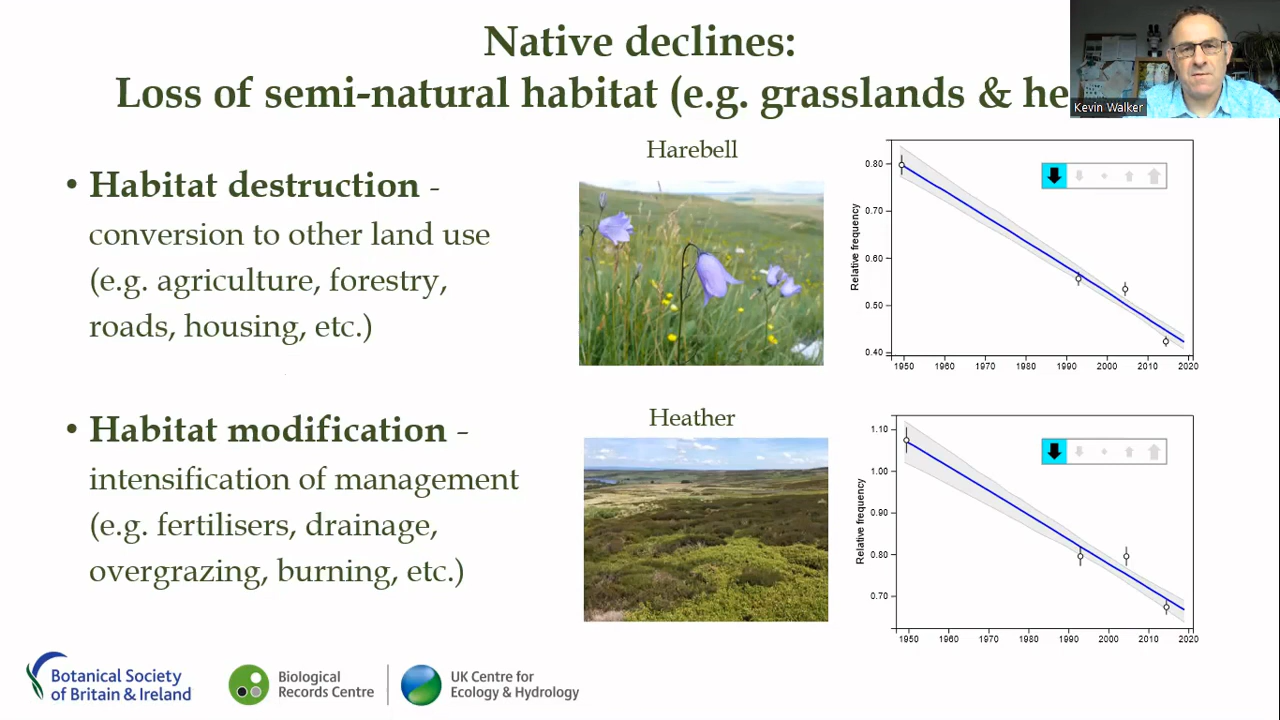 Native declines:
Loss of semi-natural habitat (e.g. grasslands & he
Kevin Walker
• Habitat destruction -
conversion to other land use
(e.g. agriculture, forestry,
roads, housing, etc.)
Harebell
Relative frequency
0.80
0.70
0.60
0.50
0.40
1950 1960 1970 1980 1990 2000 2010 2020
• Habitat modification -
intensification of management
(e.g. fertilisers, drainage,
overgrazing, burning, etc.)
Heather
Relative frequency
1.10
1.00
0.90
0.80
0.70
1950 1960 1970 1980 1990 2000 2010 2020
Botanical Society
of Britain & Ireland
Biological
Records Centre
UK Centre for
Ecology & Hydrology